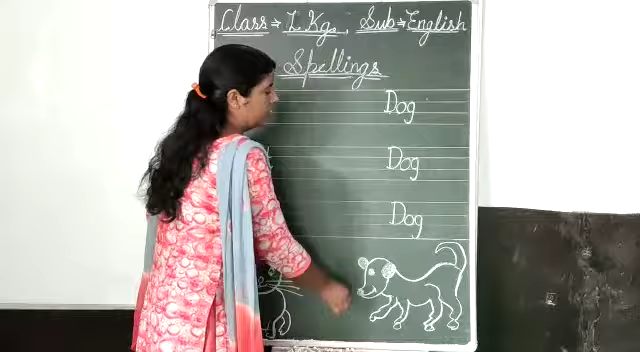 Class → L Kg, Sub → English
Spellings
Dog
t Dog
Dog